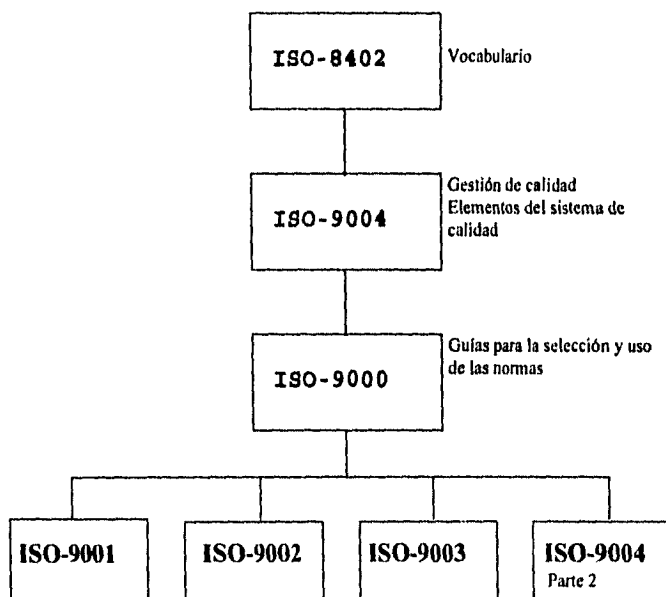 ISO-8402
Vocabulario
ISO-9004
Gestión de calidad
Elementos del sistema de
calidad
ISO-9000
Guías para la selección y uso
de las normas
ISO-9001
ISO-9002
ISO-9003
ISO-9004
Parte 2